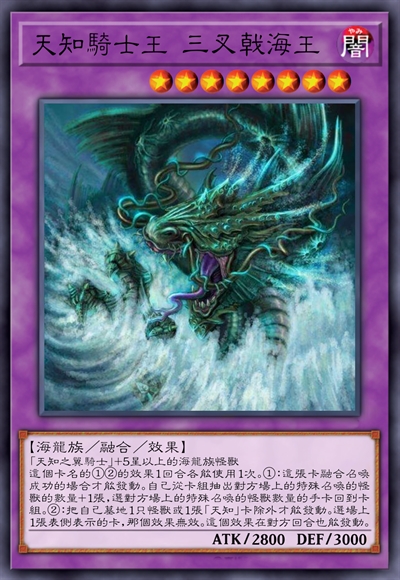 天知騎士王 三叉戟海王
やみ
闇
【海龍族／融合／效果】
「天知之翼騎士」+5星以上的海龍族怪獸
這個卡名的①②的效果1回合各能使用1次。①：這張卡融合召喚
成功的場合才能發動。自己從卡組抽出對方場上的特殊召喚的怪
獸的數量+1張，選對方場上的特殊召喚的怪獸數量的手卡回到卡
組。②：把自己墓地1只怪獸或1張「天知」卡除外才能發動。選場上
1張表側表示的卡，那個效果無效。這個效果在對方回合也能發動。
ATK/2800 DEF/3000